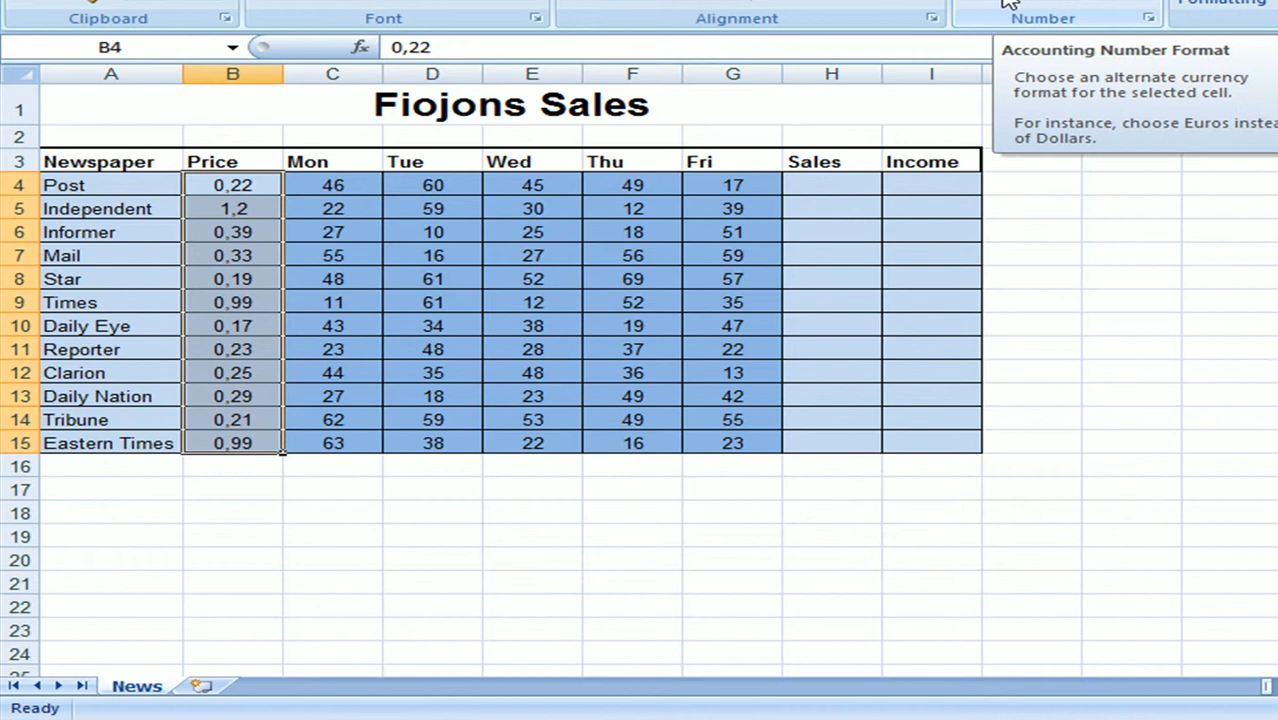 Clipboard Font Alignment Number
B4 fx 0,22
Accounting Number Format
Choose an alternate currency
format for the selected cell.
For instance, choose Euros
of Dollars.
A B C D E F G H I
1 Fiojons Sales
2
3 Newspaper Price Mon Tue Wed Thu Fri Sales Income
4 Post 0,22 46 60 45 49 17
5 Independent 1,2 22 59 30 12 39
6 Informer 0,39 27 10 25 18 51
7 Mail 0,33 55 16 27 56 59
8 Star 0,19 48 61 52 69 57
9 Times 0,99 11 61 12 52 35
10 Daily Eye 0,17 43 34 38 19 47
11 Reporter 0,23 23 48 28 37 22
12 Clarion 0,25 44 35 48 36 13
13 Daily Nation 0,29 27 18 23 49 42
14 Tribune 0,21 62 59 53 49 55
15 Eastern Times 0,99 63 38 22 16 23
16
17
18
19
20
21
22
23
24
News
Ready